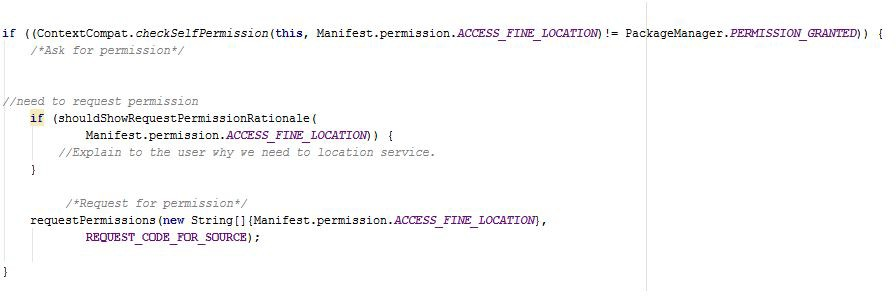 if ((ContextCompat.checkSelfPermission(this, Manifest.permission.ACCESS_FINE_LOCATION)!= PackageManager.PERMISSION_GRANTED)) {
/*Ask for permission*/
//need to request permission
if (shouldShowRequestPermissionRationale(
Manifest.permission.ACCESS_FINE_LOCATION)) {
//Explain to the user why we need to location service.
}
/*Request for permission*/
requestPermissions(new String[]{Manifest.permission.ACCESS_FINE_LOCATION},
REQUEST_CODE_FOR_SOURCE);
}